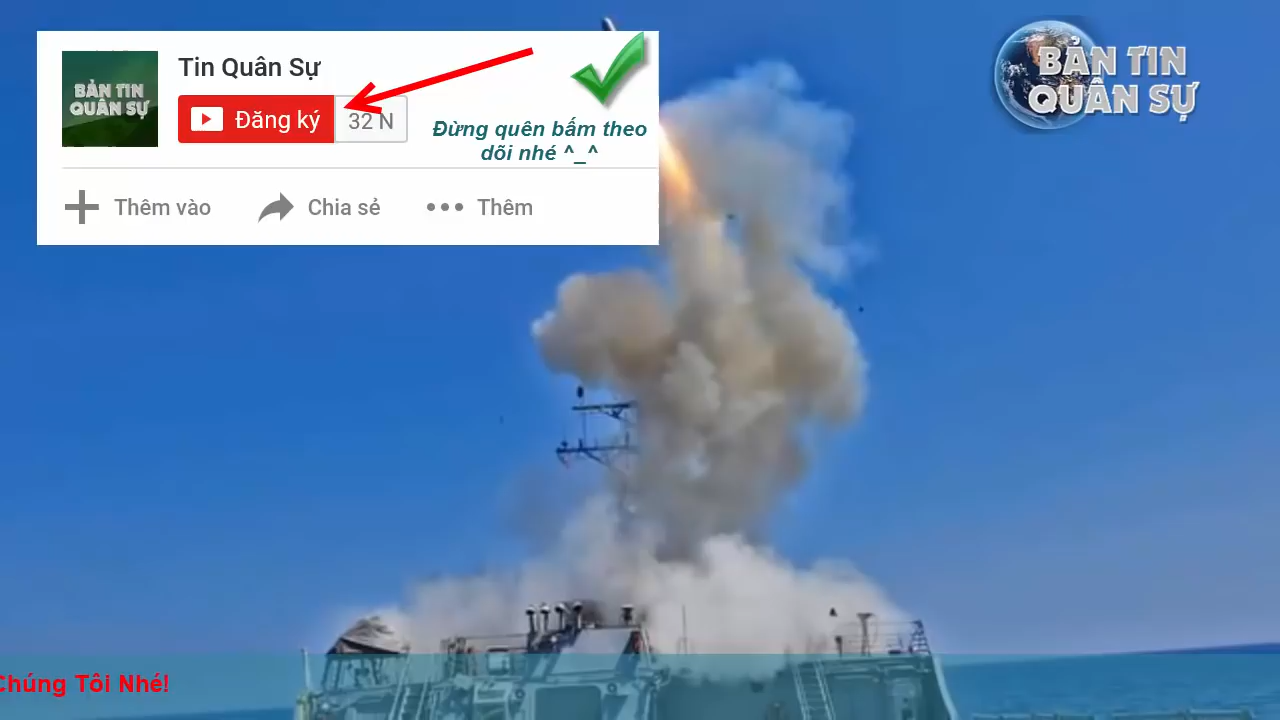 Tin Quân Sự
BẢN TIN
QUÂN SỰ
Đăng ký
32 N
Đừng quên bấm theo
dõi nhé ^_^
Thêm vào
Chia sẻ
Thêm
BẢN TIN
QUÂN SỰ
Chúng Tôi Nhé!